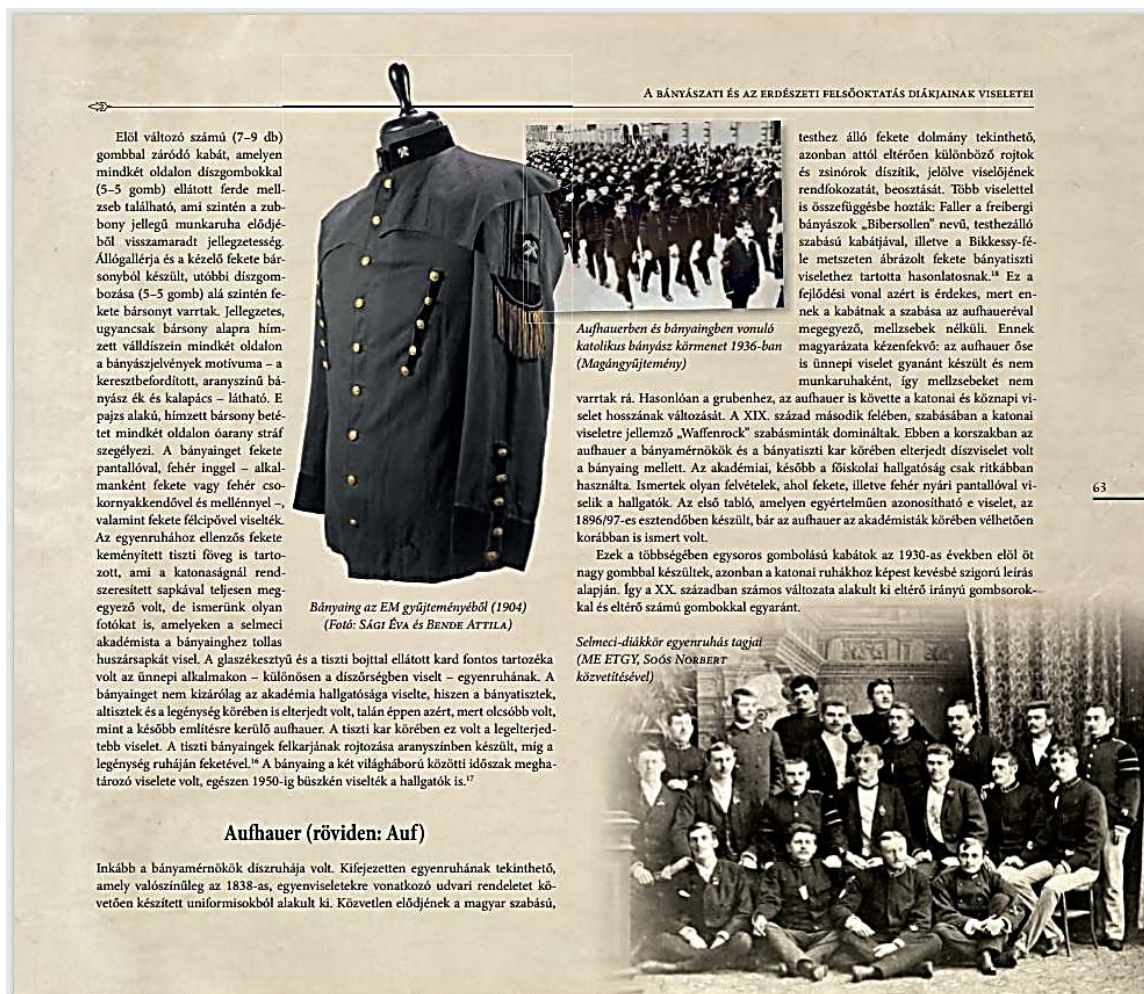 A BÁNYÁSZATI ÉS AZ ERDÉSZETI FELSŐOKTATÁS DIÁKJAINAK VISELETEI
Elöl változó számú (7–9 db)
gombbal záródó kabát, amelyen
mindkét oldalon díszgombokkal
(5–5 gomb) ellátott ferde mell-
zseb található, ami szintén a zub-
bony jellegű munkaruha elődjé-
ből visszamaradt jellegzetesség.
Állógallérja és a kézelő fekete bár-
sonyból készült, utóbbi díszgom-
bozása (5–5 gomb) alá szintén fe-
kete bársonyt varrtak. Jellegzetes,
ugyancsak bársony alapra hím-
zett válldíszein mindkét oldalon
a bányászjelvények motívuma – a
keresztbefordított, aranyszínű bá-
nyász ék és kalapács – látható. E
pajzs alakú, hímzett bársony beté-
tet mindkét oldalon óarany stráf
szegélyezi. A bányainget fekete
pantallóval, fehér inggel – alkal-
manként fekete vagy fehér cso-
kornyakkendővel és mellénnyel –,
valamint fekete félcipővel viselték.
Az egyenruhához ellenzős fekete
keményített tiszti föveg is tarto-
zott, ami a katonaságnál rend-
szeresített sapkával teljesen meg-
egyező volt, de ismerünk olyan
fotókat is, amelyeken a selmeci
akadémista a bányainghez tollas
huszársapkát visel. A glaszékesztyű és a tiszti bojttal ellátott kard fontos tartozéka
volt az ünnepi alkalmakon – különösen a díszőrségben viselt – egyenruhának. A
bányainget nem kizárólag az akadémia hallgatósága viselte, hiszen a bányatisztek,
altisztek és a legénység körében is elterjedt volt, talán éppen azért, mert olcsóbb volt,
mint a később említésre kerülő aufhauer. A tiszti kar körében ez volt a legelterjed-
tebb viselet. A tiszti bányaingek felkarjának rojtozása aranyszínben készült, míg a
legénység ruháján feketével.¹⁶ A bányaing a két világháború közötti időszak megha-
tározó viselete volt, egészen 1950-ig büszkén viselték a hallgatók is.¹⁷
Aufhauer (röviden: Auf)
Inkább a bányamérnökök díszruhája volt. Kifejezetten egyenruhának tekinthető,
amely valószínűleg az 1838-as, egyenviseletekre vonatkozó udvari rendeletet kö-
vetően készített uniformisokból alakult ki. Közvetlen elődjének a magyar szabású,
Bányaing az EM gyűjteményéből (1904)
(Fotó: SÁGI ÉVA és BENDE ATTILA)
Aufhauerben és bányaingben vonuló
katolikus bányász körmenet 1936-ban
(Magángyűjtemény)
testhez álló fekete dolmány tekinthető,
azonban attól eltérően különböző rojtok
és zsinórok díszítik, jelölve viselőjének
rendfokozatát, beosztását. Több viselettel
is összefüggésbe hozták: Faller a freibergi
bányászok „Bibersollen” nevű, testhezálló
szabású kabátjával, illetve a Bikkessy-fé-
le metszeten ábrázolt fekete bányatiszti
viselethez tartotta hasonlatosnak.¹⁸ Ez a
fejlődési vonal azért is érdekes, mert en-
nek a kabátnak a szabása az aufhaueréval
megegyező, mellzsebek nélküli. Ennek
magyarázata kézenfekvő: az aufhauer őse
is ünnepi viselet gyanánt készült és nem
munkaruhaként, így mellzsebeket nem
varrtak rá. Hasonlóan a grubenhez, az aufhauer is követte a katonai és köznapi vi-
selet hosszának változását. A XIX. század második felében, szabásában a katonai
viseletre jellemző „Waffenrock” szabásminták domináltak. Ebben a korszakban az
aufhauer a bányamérnökök és a bányatiszti kar körében elterjedt díszviselet volt
a bányaing mellett. Az akadémiai, később a főiskolai hallgatóság csak ritkábban
használta. Ismertek olyan felvételek, ahol fekete, illetve fehér nyári pantallóval vi-
selik a hallgatók. Az első tabló, amelyen egyértelműen azonosítható e viselet, az
1896/97-es esztendőben készült, bár az aufhauer az akadémisták körében vélhetően
korábban is ismert volt.
Ezek a többségében egysoros gombolású kabátok az 1930-as években elöl öt
nagy gombbal készültek, azonban a katonai ruhákhoz képest kevésbé szigorú leírás
alapján. Így a XX. században számos változata alakult ki eltérő irányú gombsorok-
kal és eltérő számú gombokkal egyaránt.
Selmeci-diákkör egyenruhás tagjai
(ME ETGY, SOÓS NORBERT
közvetítésével)
63